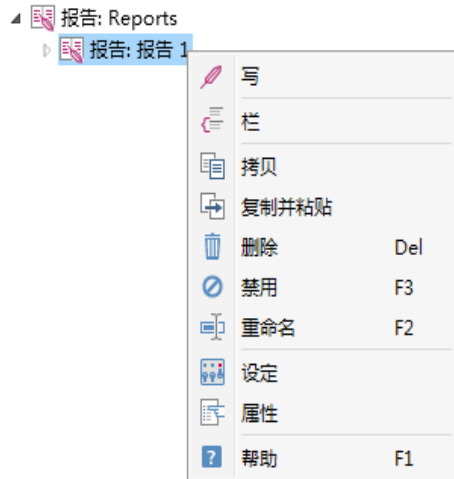 报告: Reports
报告: 报告 1
写
栏
拷贝
复制并粘贴
删除 Del
禁用 F3
重命名 F2
设定
属性
帮助 F1